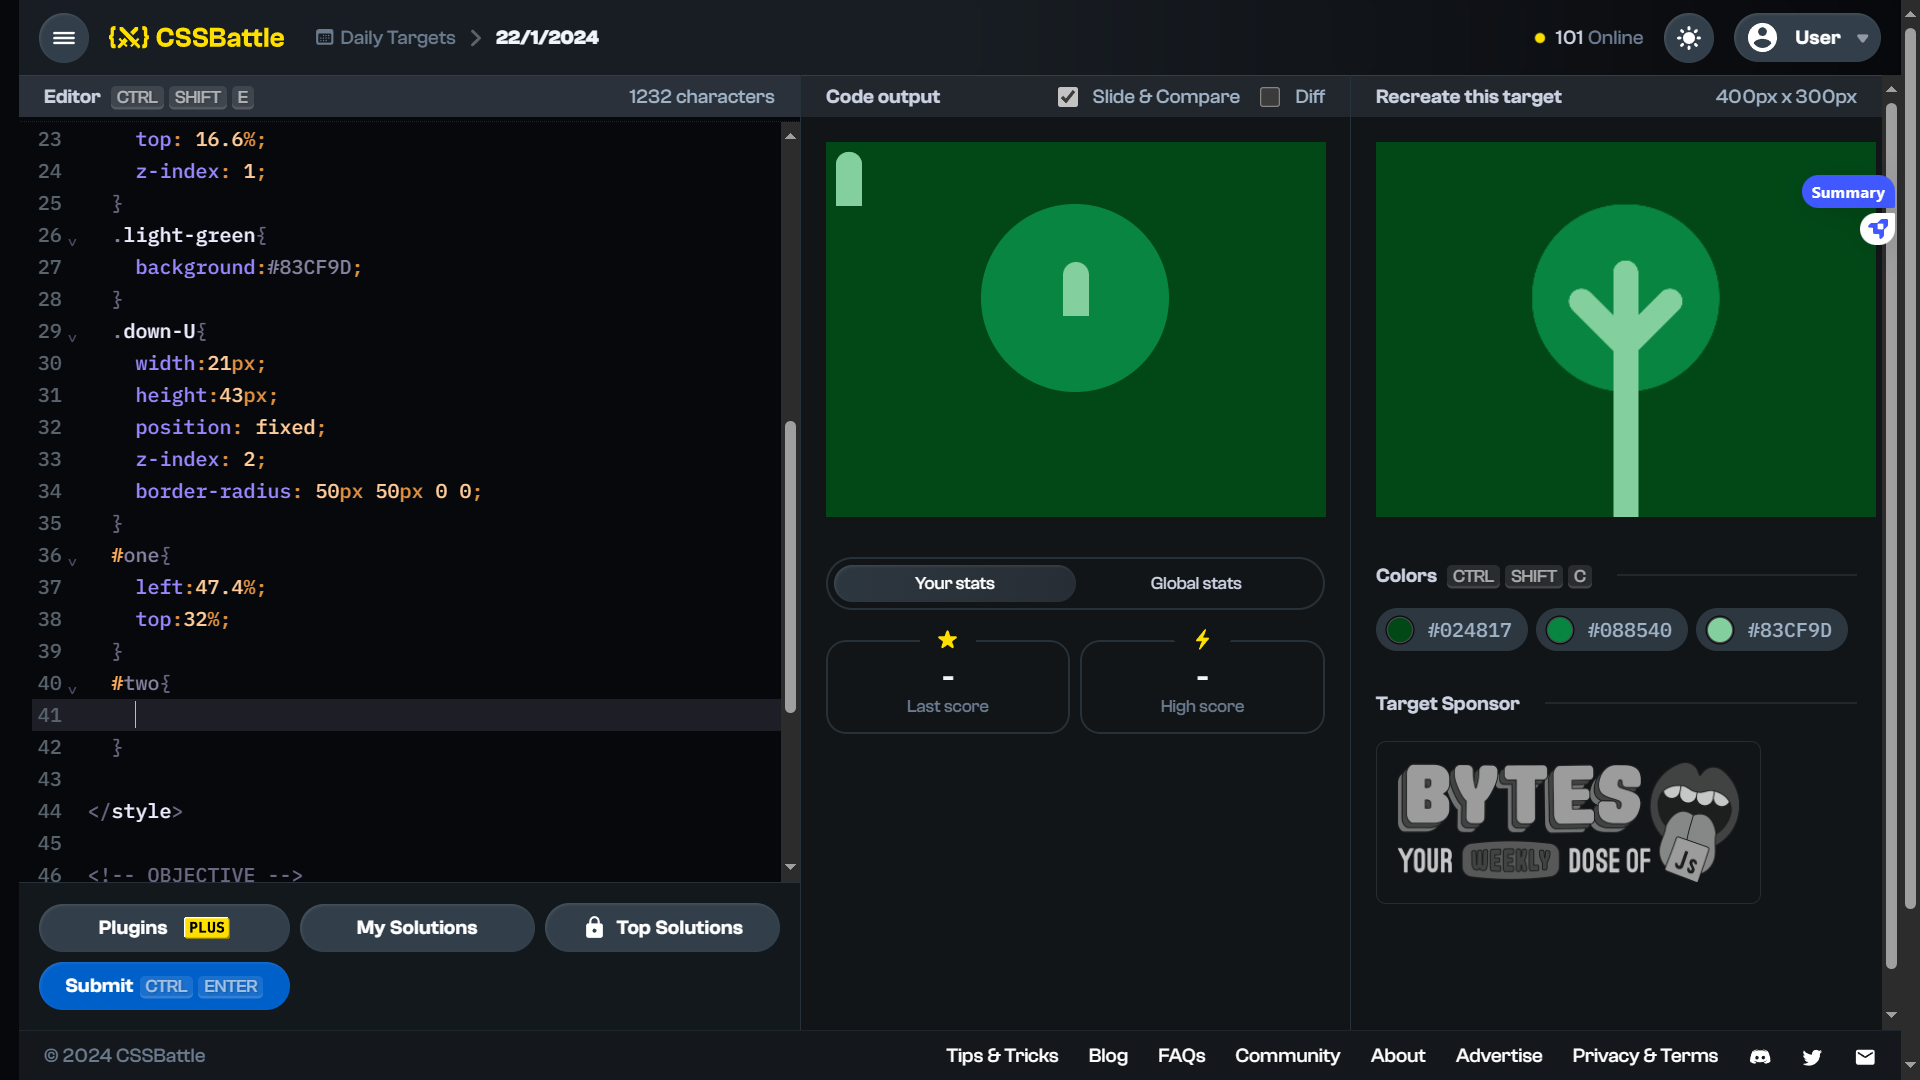 {X} CSSBattle
Daily Targets
22/1/2024
101 Online
User
Editor CTRL SHIFT E
1232 characters
23 top: 16.6%;
24 z-index: 1;
25 }
26 .light-green{
27 background:#83CF9D;
28 }
29 .down-U{
30 width:21px;
31 height:43px;
32 position: fixed;
33 z-index: 2;
34 border-radius: 50px 50px 0 0;
35 }
36 #one{
37 left:47.4%;
38 top:32%;
39 }
40 #two{
41
42 }
43
44 </style>
45
46 <!-- OBJECTIVE -->
Plugins PLUS
My Solutions
Top Solutions
Submit CTRL ENTER
Code output
Slide & Compare
Diff
Your stats
Global stats
-
Last score
-
High score
Recreate this target
400px x 300px
Summary
Colors CTRL SHIFT C
#024817
#088540
#83CF9D
Target Sponsor
BYTES
YOUR WEEKLY DOSE OF JS
© 2024 CSSBattle
Tips & Tricks
Blog
FAQs
Community
About
Advertise
Privacy & Terms